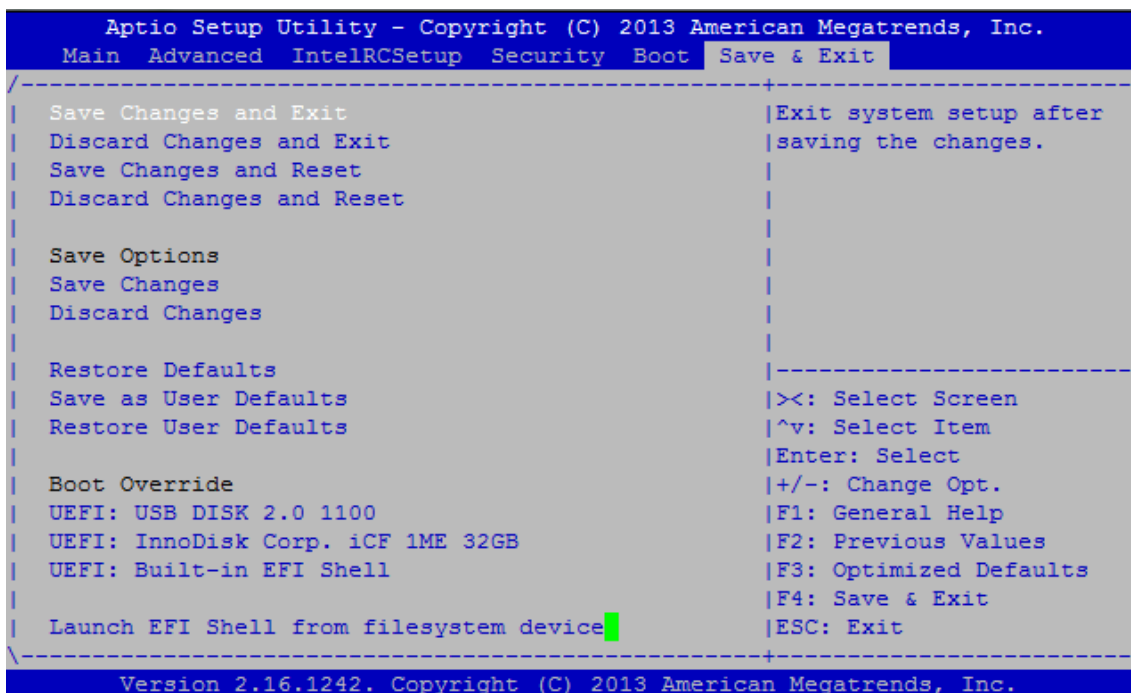 Aptio Setup Utility - Copyright (C) 2013 American Megatrends, Inc.
Main Advanced IntelRCSetup Security Boot Save & Exit
/----------------------------------------------------+-------------------------
| Save Changes and Exit |Exit system setup after
| Discard Changes and Exit |saving the changes.
| Save Changes and Reset |
| Discard Changes and Reset |
| |
| Save Options |
| Save Changes |
| Discard Changes |
| |
| Restore Defaults |-------------------------
| Save as User Defaults |><: Select Screen
| Restore User Defaults |^v: Select Item
| |Enter: Select
| Boot Override |+/-: Change Opt.
| UEFI: USB DISK 2.0 1100 |F1: General Help
| UEFI: InnoDisk Corp. iCF 1ME 32GB |F2: Previous Values
| UEFI: Built-in EFI Shell |F3: Optimized Defaults
| |F4: Save & Exit
| Launch EFI Shell from filesystem device |ESC: Exit
\----------------------------------------------------+-------------------------
Version 2.16.1242. Copyright (C) 2013 American Megatrends, Inc.